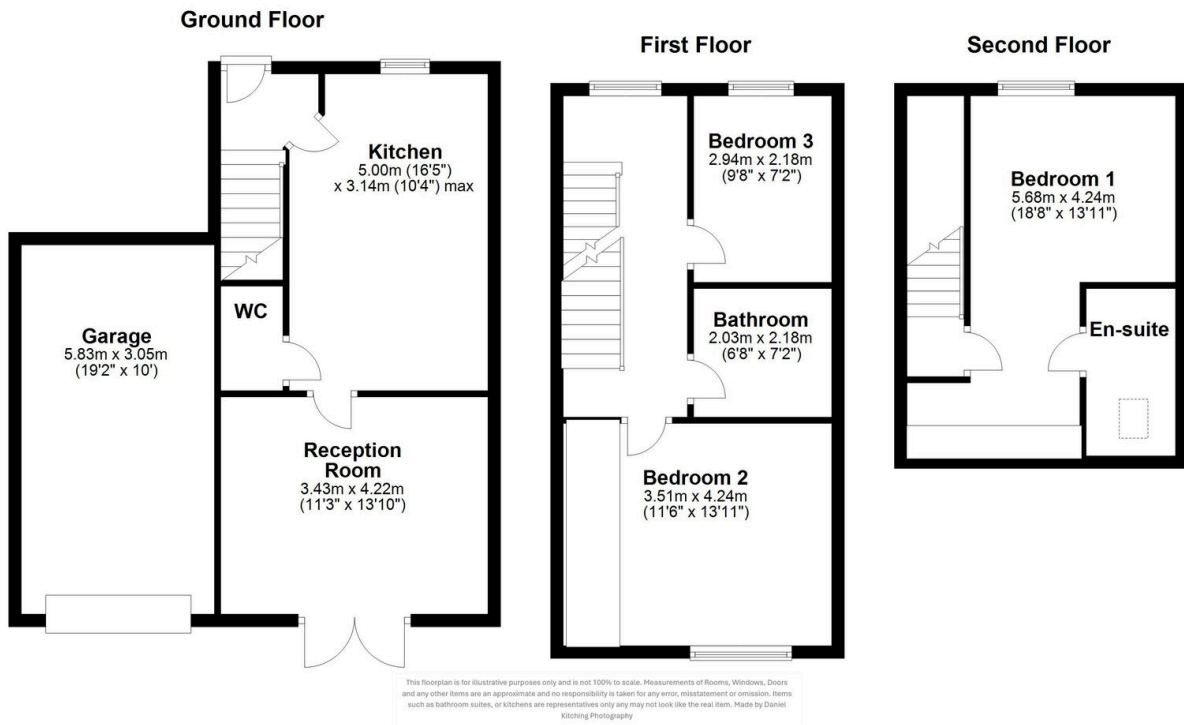 Ground Floor
Kitchen
5.00m (16'5")
x 3.14m (10'4") max
WC
Garage
5.83m x 3.05m
(19'2" x 10')
Reception
Room
3.43m x 4.22m
(11'3" x 13'10")
First Floor
Bedroom 3
2.94m x 2.18m
(9'8" x 7'2")
Bathroom
2.03m x 2.18m
(6'8" x 7'2")
Bedroom 2
3.51m x 4.24m
(11'6" x 13'11")
Second Floor
Bedroom 1
5.68m x 4.24m
(18'8" x 13'11")
En-suite
This floorplan is for illustrative purposes only and is not 100% to scale. Measurements of Rooms, Windows, Doors
and any other items are an approximate and no responsibility is taken for any error, misstatement or omission. Items
such as bathroom suites, or kitchens are representatives only any may not look like the real item. Made by Daniel
Kitching Photography